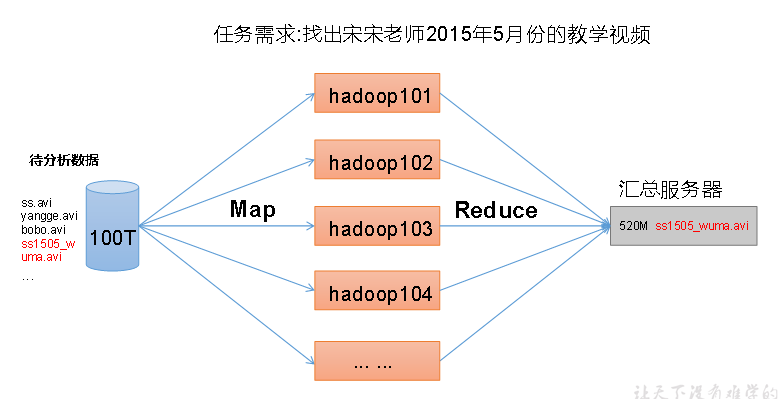 任务需求:找出宋宋老师2015年5月份的教学视频
待分析数据
ss.avi
yangge.avi
bobo.avi
ss1505_w
uma.avi
...
100T
Map
hadoop101
hadoop102
hadoop103
hadoop104
... ...
Reduce
汇总服务器
520M ss1505_wuma.avi
让天下没有难学的